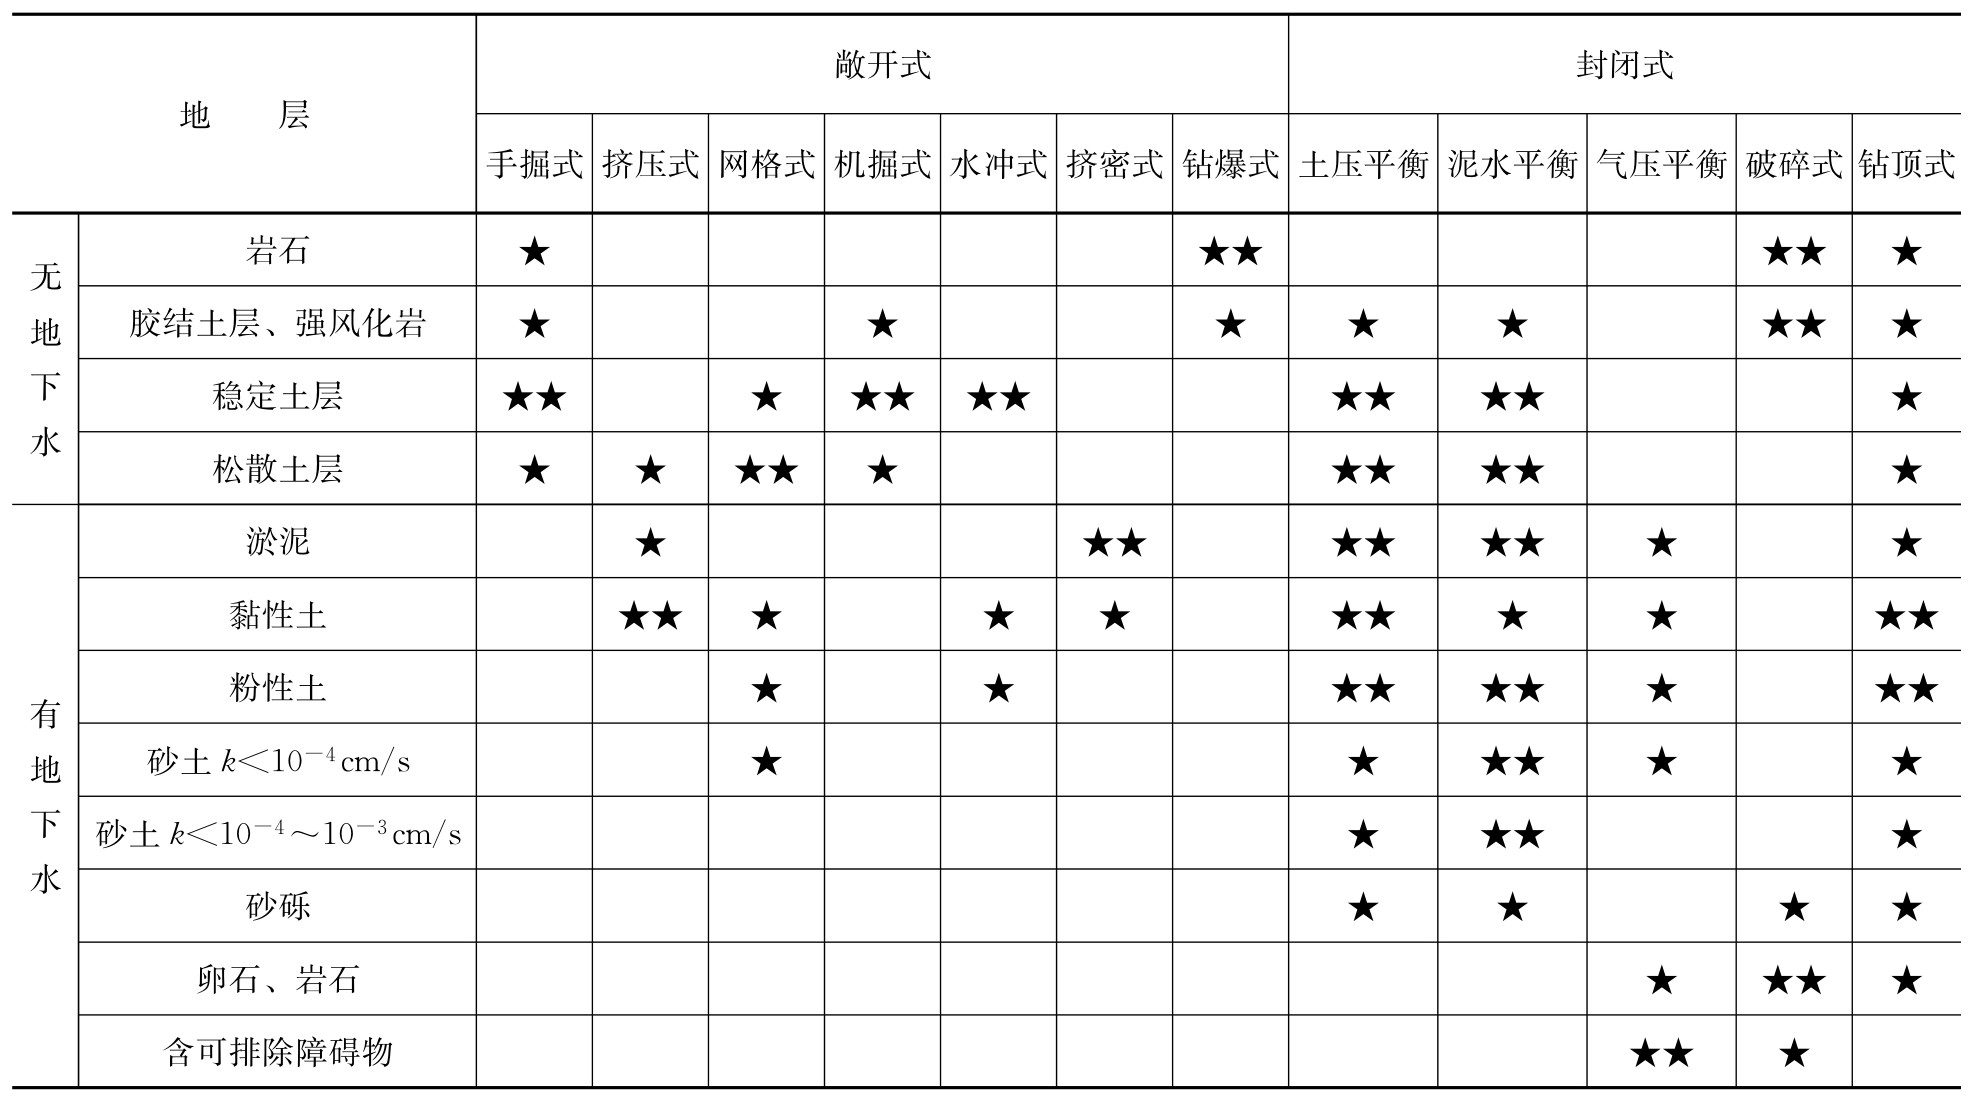 地 层 敞开式 封闭式
手掘式 挤压式 网格式 机掘式 水冲式 挤密式 钻爆式 土压平衡 泥水平衡 气压平衡 破碎式 钻顶式
无地下水
岩石 ★ ★★ ★★ ★
胶结土层、强风化岩 ★ ★ ★ ★ ★ ★★ ★
稳定土层 ★★ ★ ★★ ★★ ★★ ★★ ★
松散土层 ★ ★ ★★ ★ ★★ ★★ ★
有地下水
淤泥 ★ ★★ ★★ ★★ ★ ★
黏性土 ★★ ★ ★ ★ ★★ ★ ★ ★★
粉性土 ★ ★ ★★ ★★ ★ ★★
砂土 k＜10⁻⁴cm/s ★ ★ ★★ ★ ★
砂土 k＜10⁻⁴～10⁻³cm/s ★ ★★ ★
砂砾 ★ ★ ★ ★
卵石、岩石 ★ ★★ ★
含可排除障碍物 ★★ ★